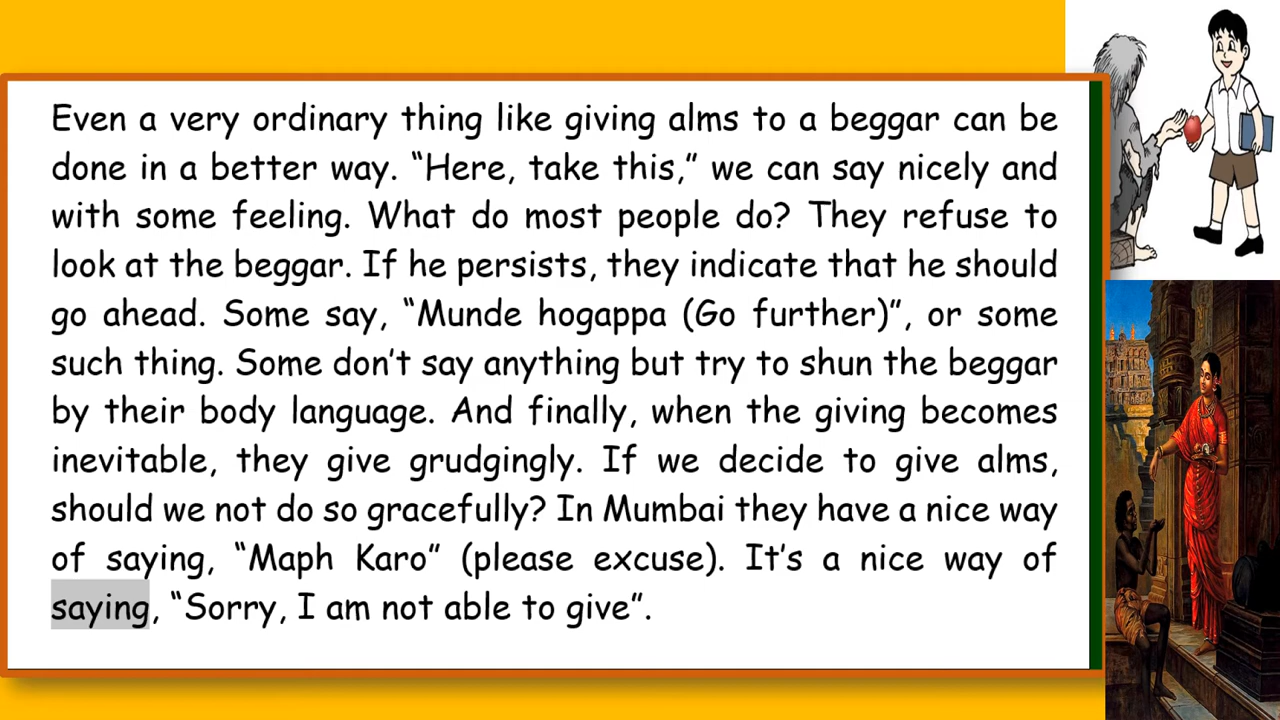 Even a very ordinary thing like giving alms to a beggar can be
done in a better way. “Here, take this,” we can say nicely and
with some feeling. What do most people do? They refuse to
look at the beggar. If he persists, they indicate that he should
go ahead. Some say, “Munde hogappa (Go further)”, or some
such thing. Some don’t say anything but try to shun the beggar
by their body language. And finally, when the giving becomes
inevitable, they give grudgingly. If we decide to give alms,
should we not do so gracefully? In Mumbai they have a nice way
of saying, “Maph Karo” (please excuse). It’s a nice way of
saying, “Sorry, I am not able to give”.